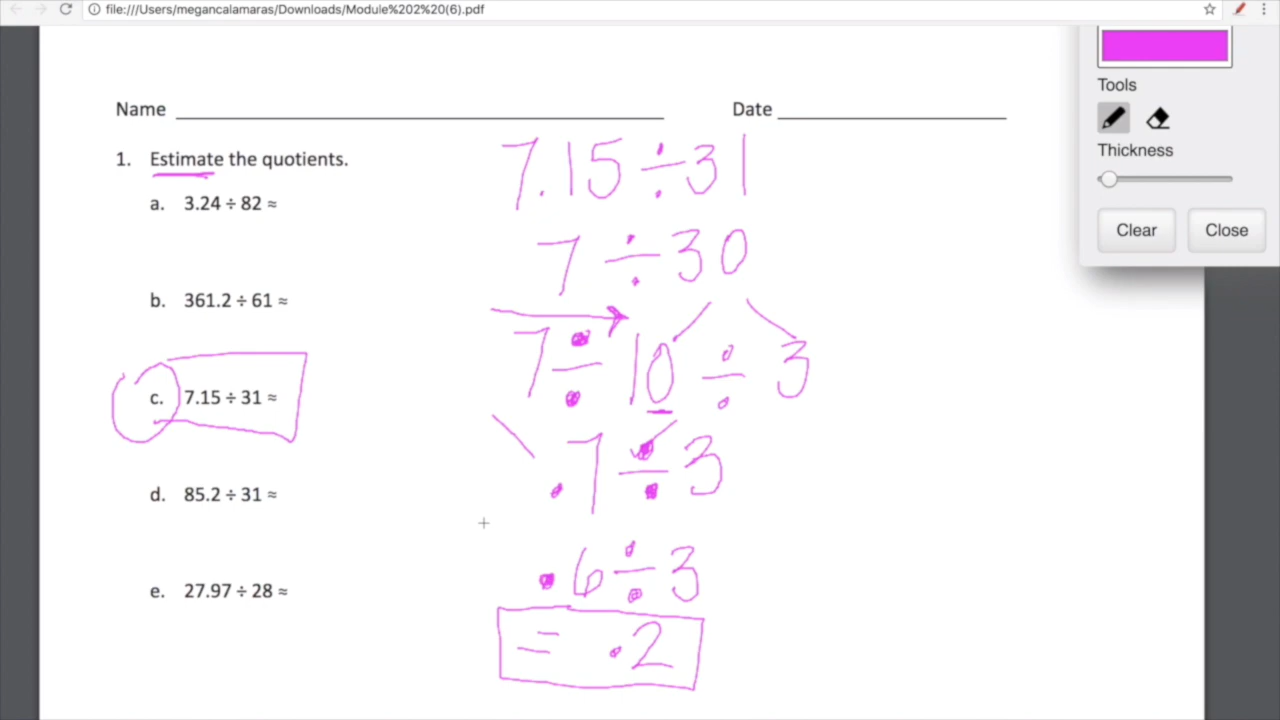 file:///Users/megancalamaras/Downloads/Module%202%20(6).pdf
Tools
Thickness
Clear Close
Name Date
1. Estimate the quotients.
a. 3.24 ÷ 82 ≈
b. 361.2 ÷ 61 ≈
c. 7.15 ÷ 31 ≈
d. 85.2 ÷ 31 ≈
e. 27.97 ÷ 28 ≈
7.15 ÷ 31
7 ÷ 30
7 ÷ 10 ÷ 3
.7 ÷ 3
.6 ÷ 3
= .2